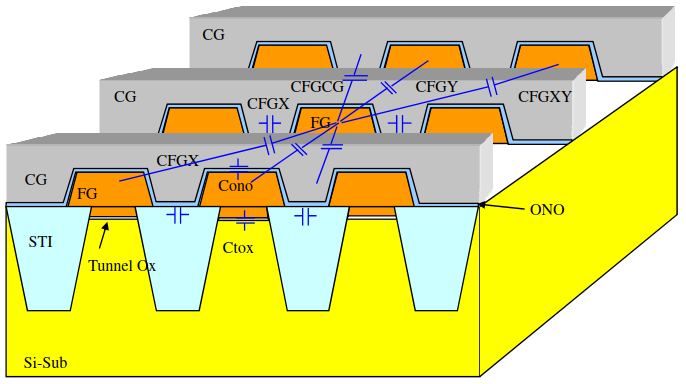 CG
CFGCG
CFGY
CG
CFGX
CFGXY
FG
CFGX
CG
FG
Cono
ONO
STI
Ctox
Tunnel Ox
Si-Sub